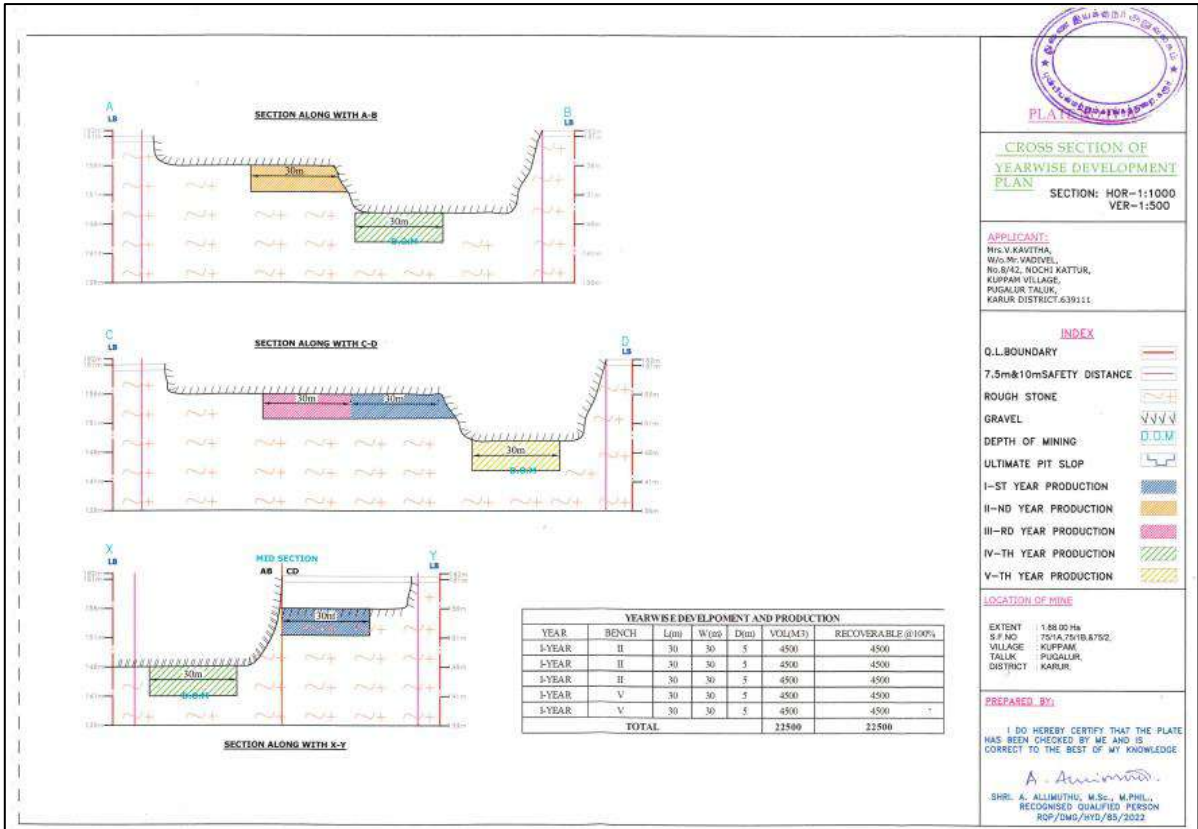 A
LB
SECTION ALONG WITH A-B
B
LB
30m
30m
D.O.M
C
LB
SECTION ALONG WITH C-D
D
LB
30m
30m
30m
D.O.M
X
LB
MID SECTION
AB
CD
Y
LB
30m
30m
D.O.M
SECTION ALONG WITH X-Y
YEARWISE DEVELPOMENT AND PRODUCTION
YEAR BENCH L(m) W(m) D(m) VOL(M3) RECOVERABLE @100%
I-YEAR II 30 30 5 4500 4500
I-YEAR II 30 30 5 4500 4500
I-YEAR II 30 30 5 4500 4500
I-YEAR V 30 30 5 4500 4500
I-YEAR V 30 30 5 4500 4500
TOTAL 22500 22500
CROSS SECTION OF
YEARWISE DEVELOPMENT
PLAN
SECTION: HOR-1:1000
VER-1:500
APPLICANT:
Mrs.V.KAVITHA,
W/o.Mr.VADIVEL,
No.8/42, NOCHI KATTUR,
KUPPAM VILLAGE,
PUGALUR TALUK,
KARUR DISTRICT.639111
INDEX
Q.L.BOUNDARY
7.5m&10mSAFETY DISTANCE
ROUGH STONE
GRAVEL
DEPTH OF MINING D.O.M
ULTIMATE PIT SLOP
I-ST YEAR PRODUCTION
II-ND YEAR PRODUCTION
III-RD YEAR PRODUCTION
IV-TH YEAR PRODUCTION
V-TH YEAR PRODUCTION
LOCATION OF MINE
EXTENT : 1.88.00 Ha
S.F.NO : 75/1A,75/1B,&75/2.
VILLAGE : KUPPAM,
TALUK : PUGALUR,
DISTRICT : KARUR.
PREPARED BY:
I DO HEREBY CERTIFY THAT THE PLATE
HAS BEEN CHECKED BY ME AND IS
CORRECT TO THE BEST OF MY KNOWLEDGE
SHRI. A. ALLIMUTHU, M.Sc., M.PHIL.,
RECOGNISED QUALIFIED PERSON
RQP/DMG/HYD/85/2022